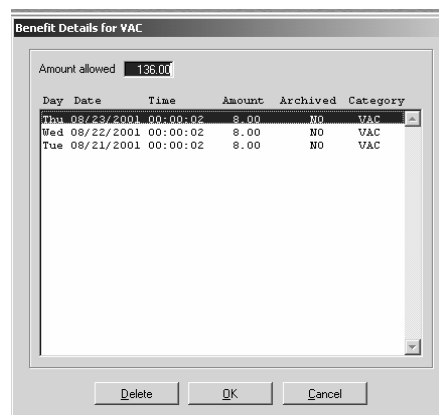 Benefit Details for VAC
Amount allowed 136.00
Day Date Time Amount Archived Category
Thu 08/23/2001 00:00:02 8.00 NO VAC
Wed 08/22/2001 00:00:02 8.00 NO VAC
Tue 08/21/2001 00:00:02 8.00 NO VAC
Delete OK Cancel